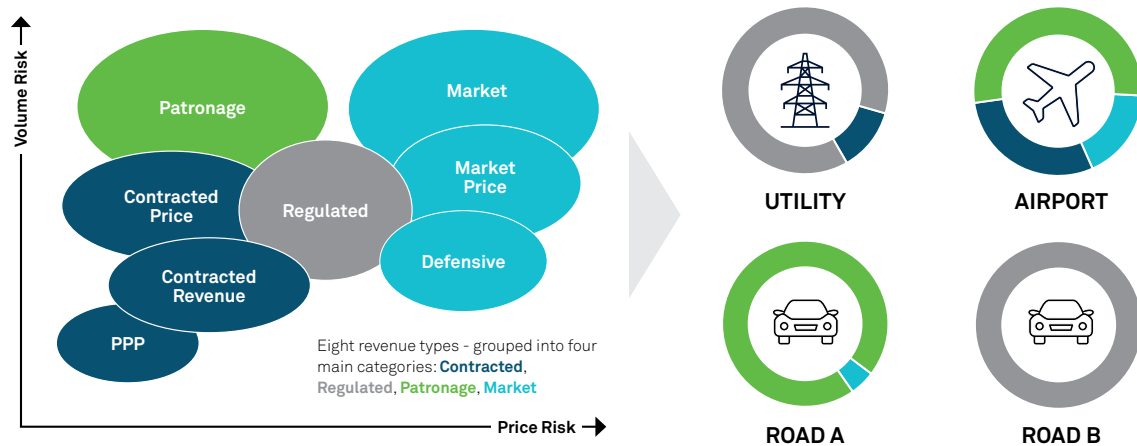 Volume Risk
Patronage
Market
Market
Price
Contracted
Price
Regulated
Defensive
Contracted
Revenue
PPP
Eight revenue types - grouped into four
main categories: Contracted,
Regulated, Patronage, Market
Price Risk
UTILITY
AIRPORT
ROAD A
ROAD B